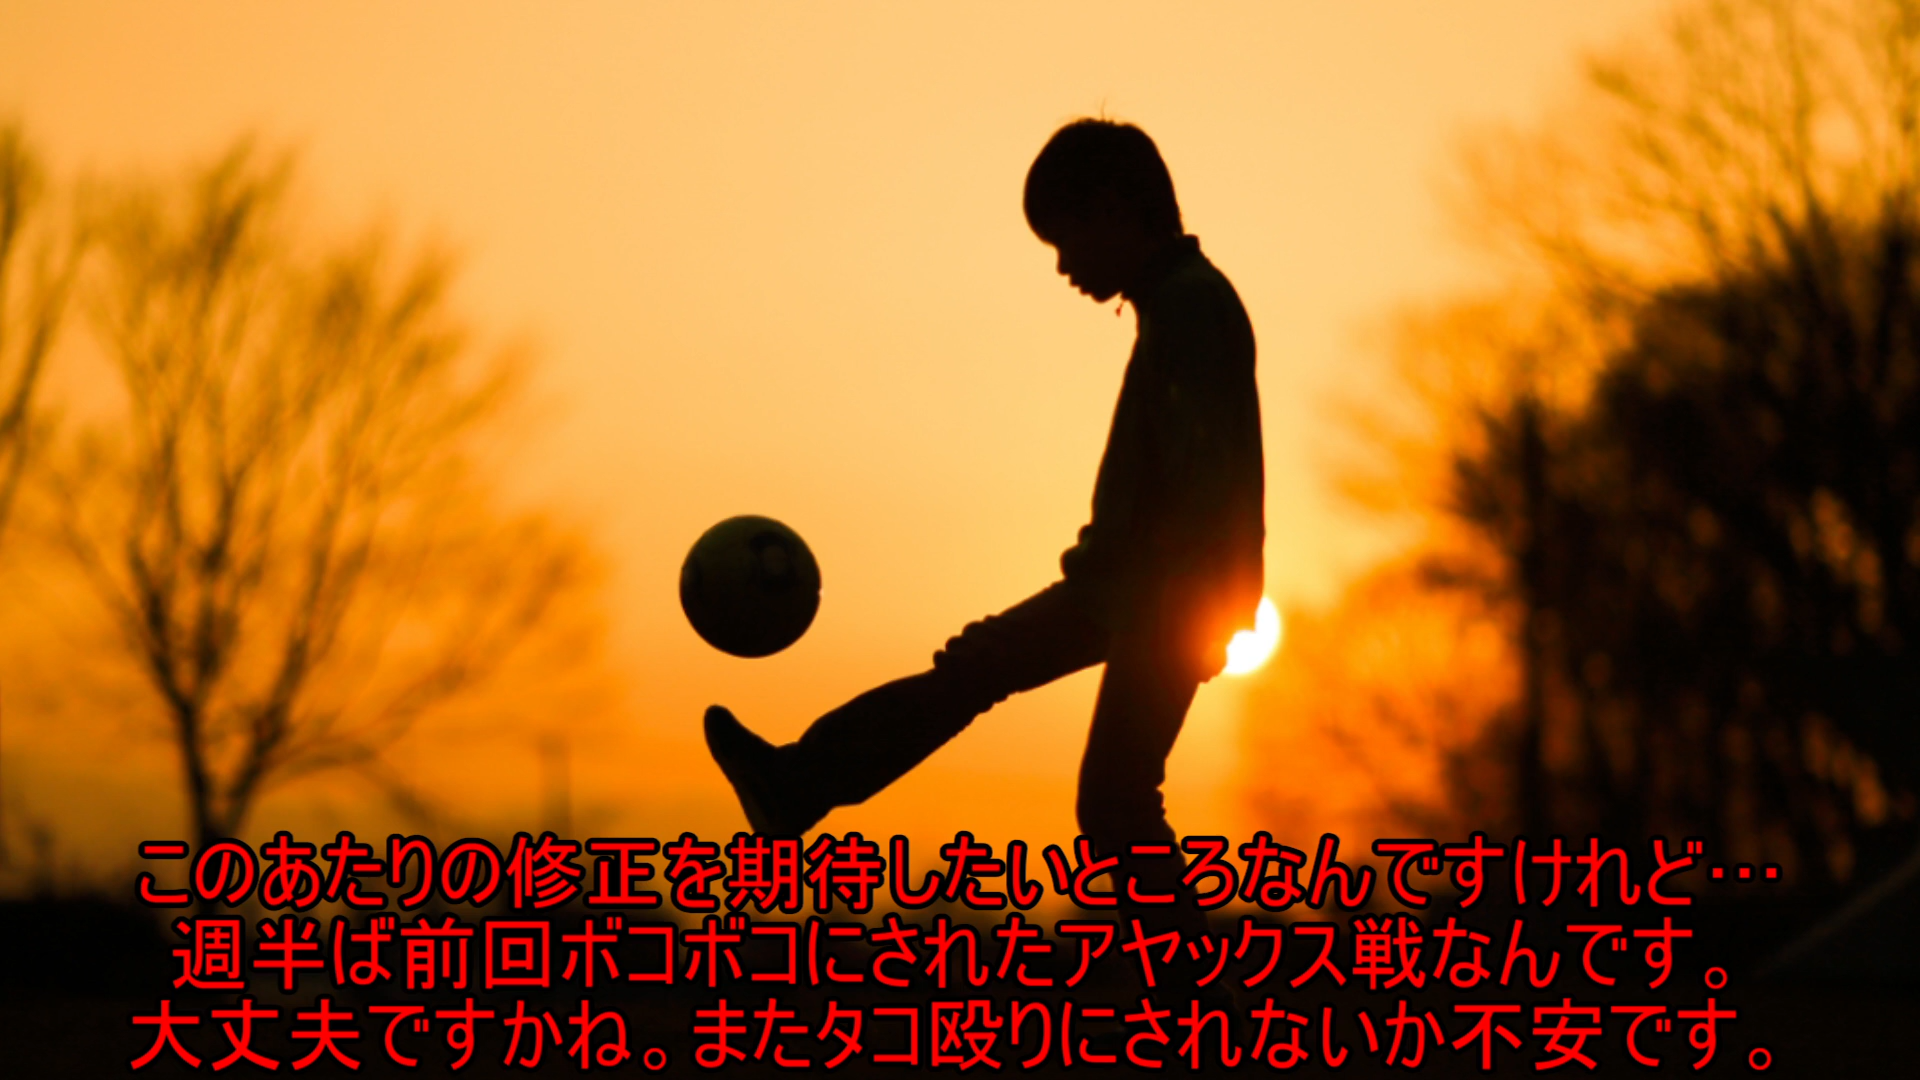 このあたりの修正を期待したいところなんですけれど…
週半ば前回ボコボコにされたアヤックス戦なんです。
大丈夫ですかね。またタコ殴りにされないか不安です。